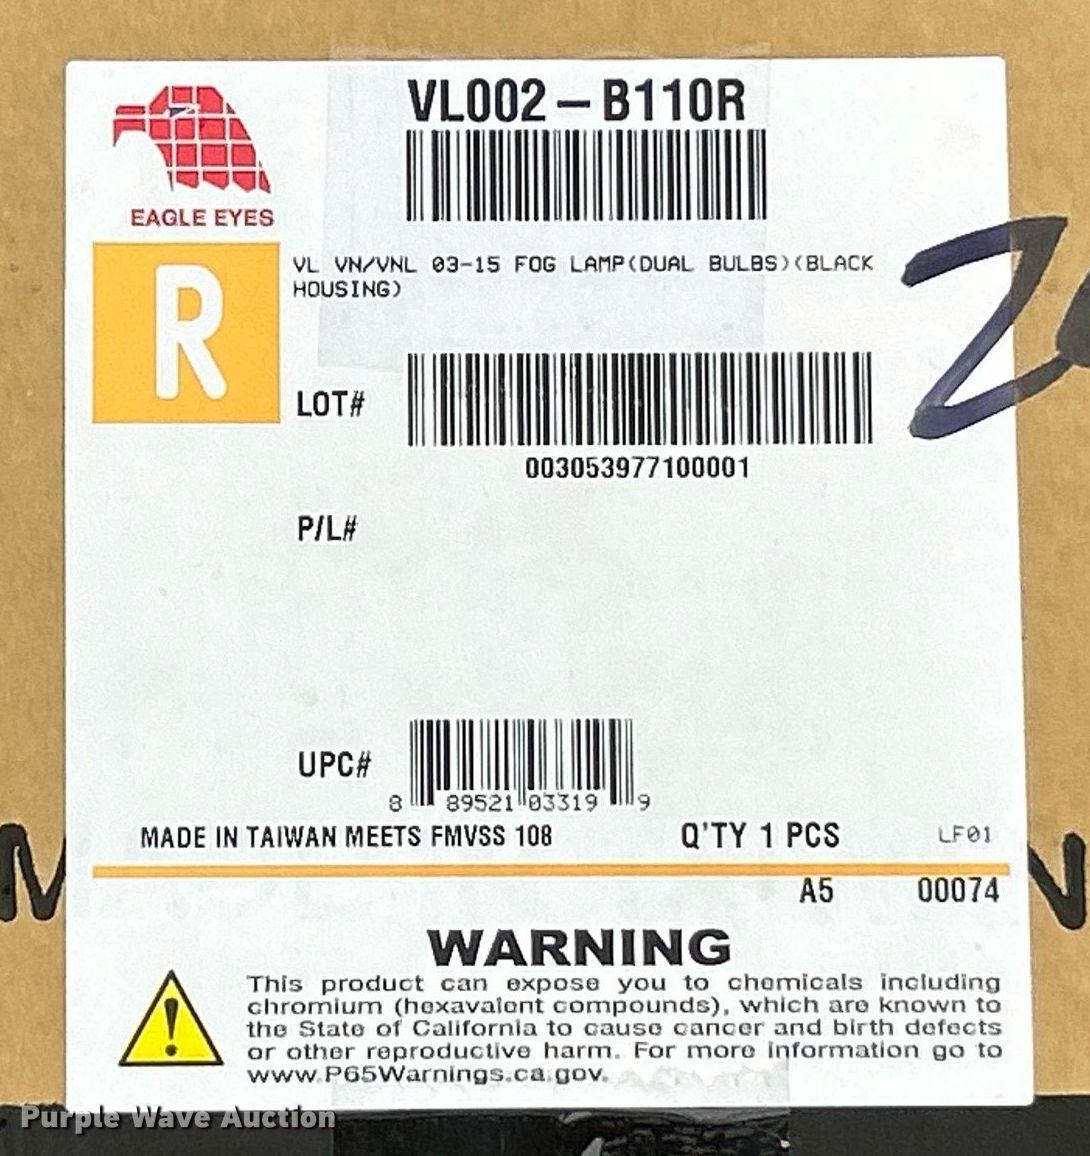 VL002-B110R
EAGLE EYES
R
VL VN/VNL 03-15 FOG LAMP(DUAL BULBS)(BLACK
HOUSING)
LOT#
003053977100001
P/L#
UPC#
8 89521 03319 9
MADE IN TAIWAN MEETS FMVSS 108 Q'TY 1 PCS LF01
A5 00074
WARNING
This product can expose you to chemicals including
chromium (hexavalent compounds), which are known to
the State of California to cause cancer and birth defects
or other reproductive harm. For more information go to
www.P65Warnings.ca.gov.
Purple Wave Auction